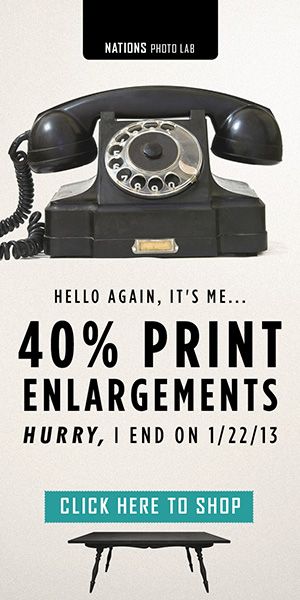 NATIONS PHOTO LAB
HELLO AGAIN, IT'S ME...
40% PRINT
ENLARGEMENTS
HURRY, I END ON 1/22/13
CLICK HERE TO SHOP